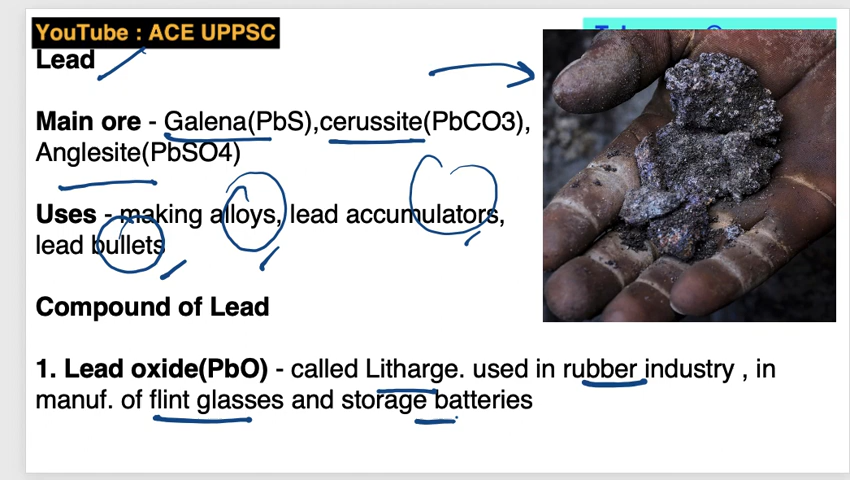 YouTube : ACE UPPSC
Lead
Main ore - Galena(PbS),cerussite(PbCO3),
Anglesite(PbSO4)
Uses - making alloys, lead accumulators,
lead bullets
Compound of Lead
1. Lead oxide(PbO) - called Litharge. used in rubber industry , in
manuf. of flint glasses and storage batteries